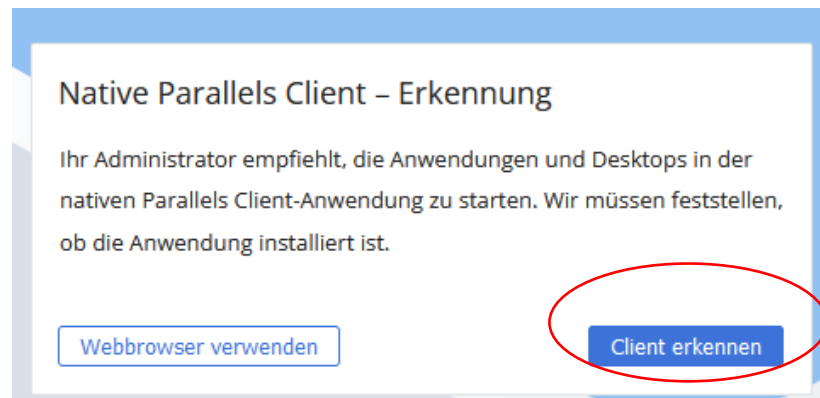 Native Parallels Client – Erkennung
Ihr Administrator empfiehlt, die Anwendungen und Desktops in der
nativen Parallels Client-Anwendung zu starten. Wir müssen feststellen,
ob die Anwendung installiert ist.
Webbrowser verwenden
Client erkennen